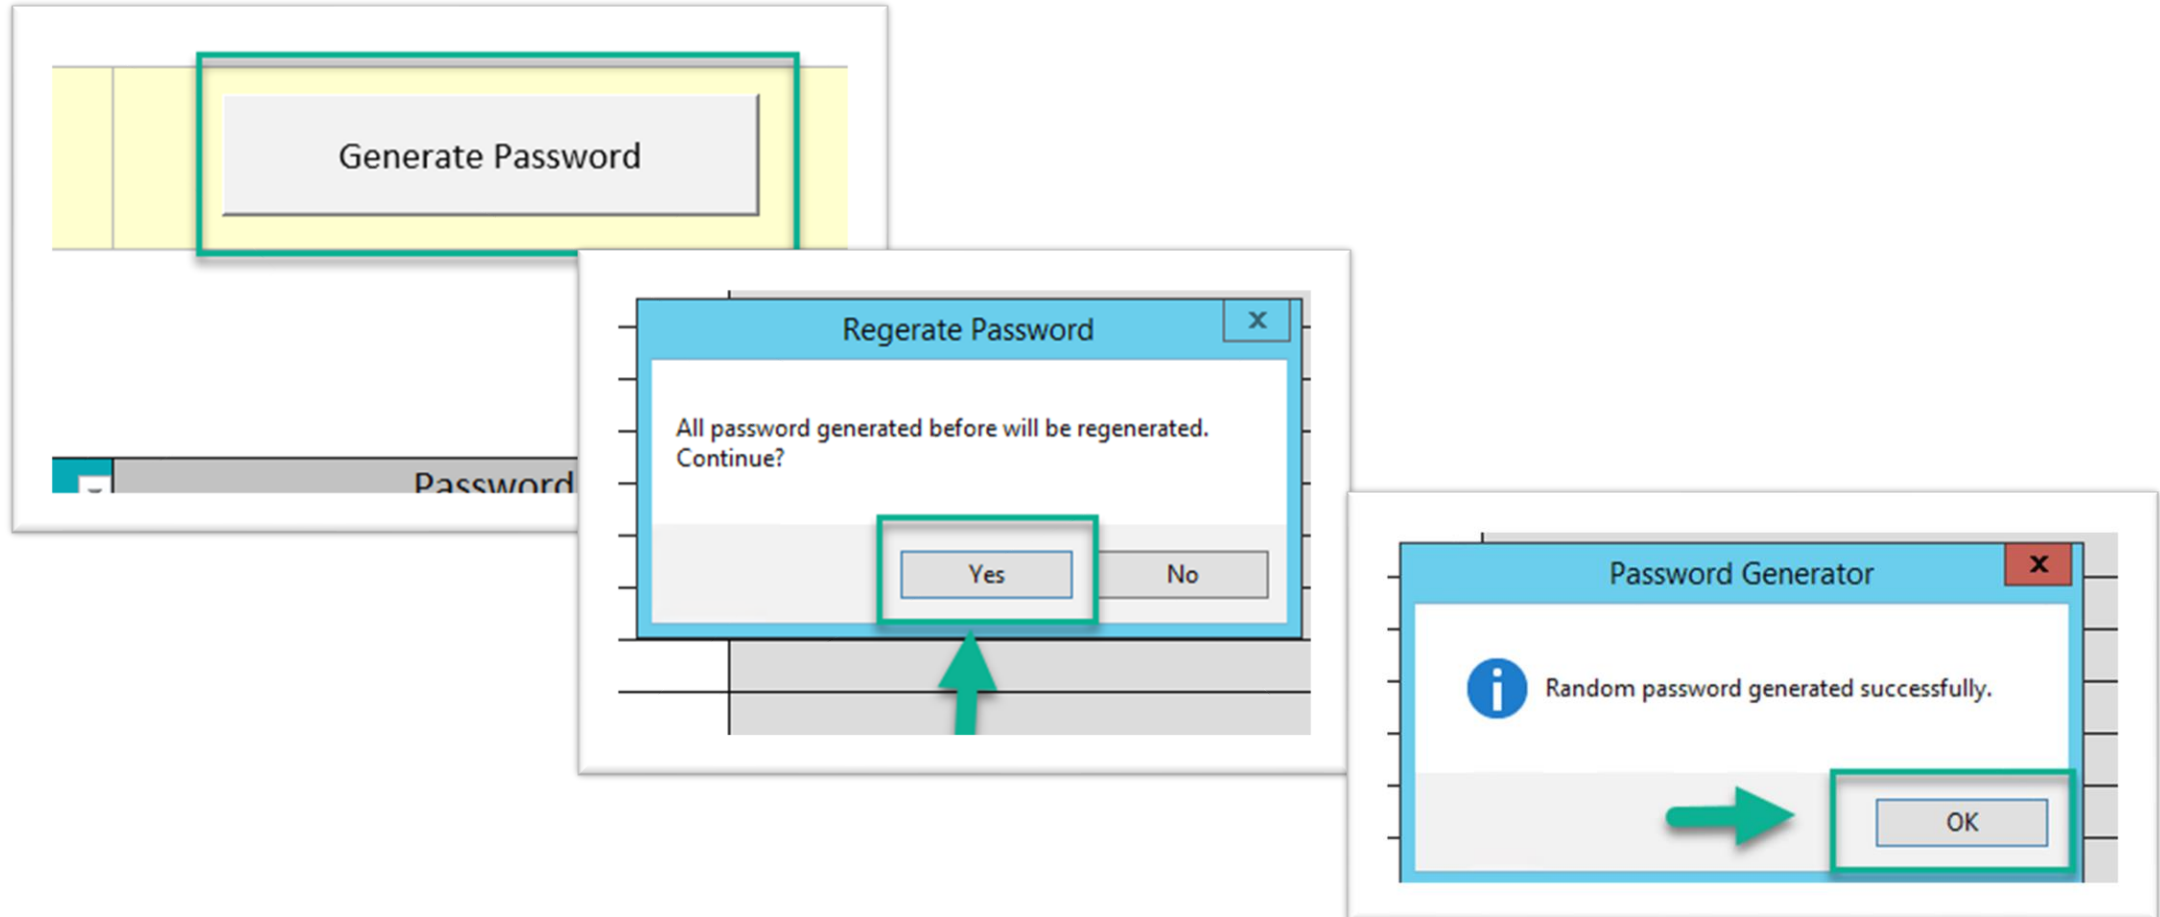 Generate Password
Password
Regerate Password
x
All password generated before will be regenerated.
Continue?
Yes
No
Password Generator
x
Random password generated successfully.
OK